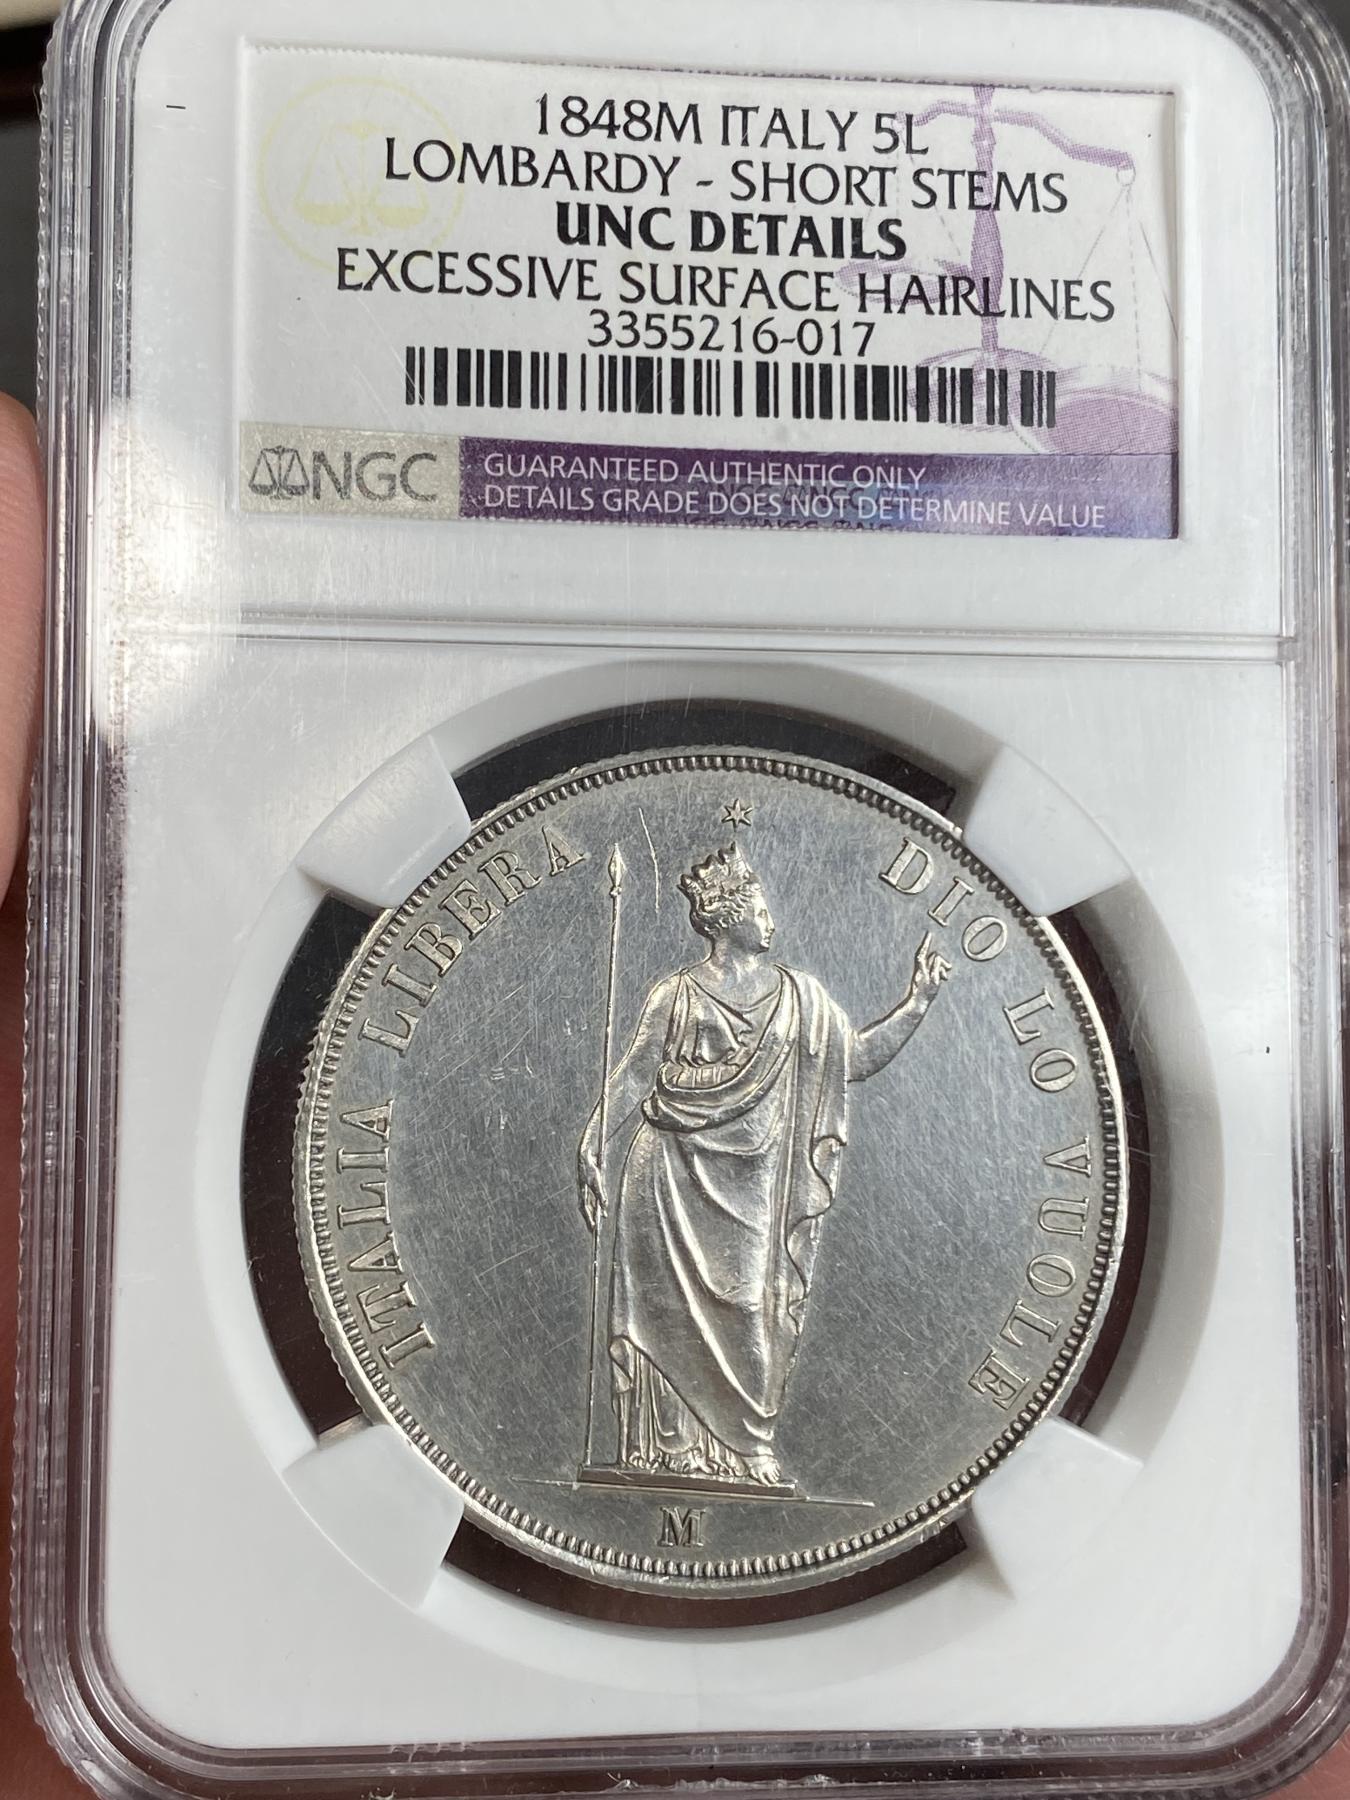 1848M ITALY 5L
LOMBARDY - SHORT STEMS
UNC DETAILS
EXCESSIVE SURFACE HAIRLINES
3355216-017
NGC
GUARANTEED AUTHENTIC ONLY
DETAILS GRADE DOES NOT DETERMINE VALUE
ITALIA LIBERA
DIO LO VUOLE
M